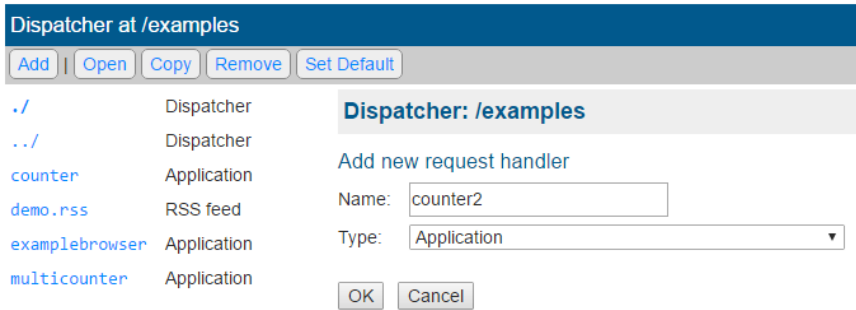 Dispatcher at /examples
Add | Open Copy Remove Set Default
./ Dispatcher
../ Dispatcher
counter Application
demo.rss RSS feed
examplebrowser Application
multicounter Application
Dispatcher: /examples
Add new request handler
Name: counter2
Type: Application
OK Cancel